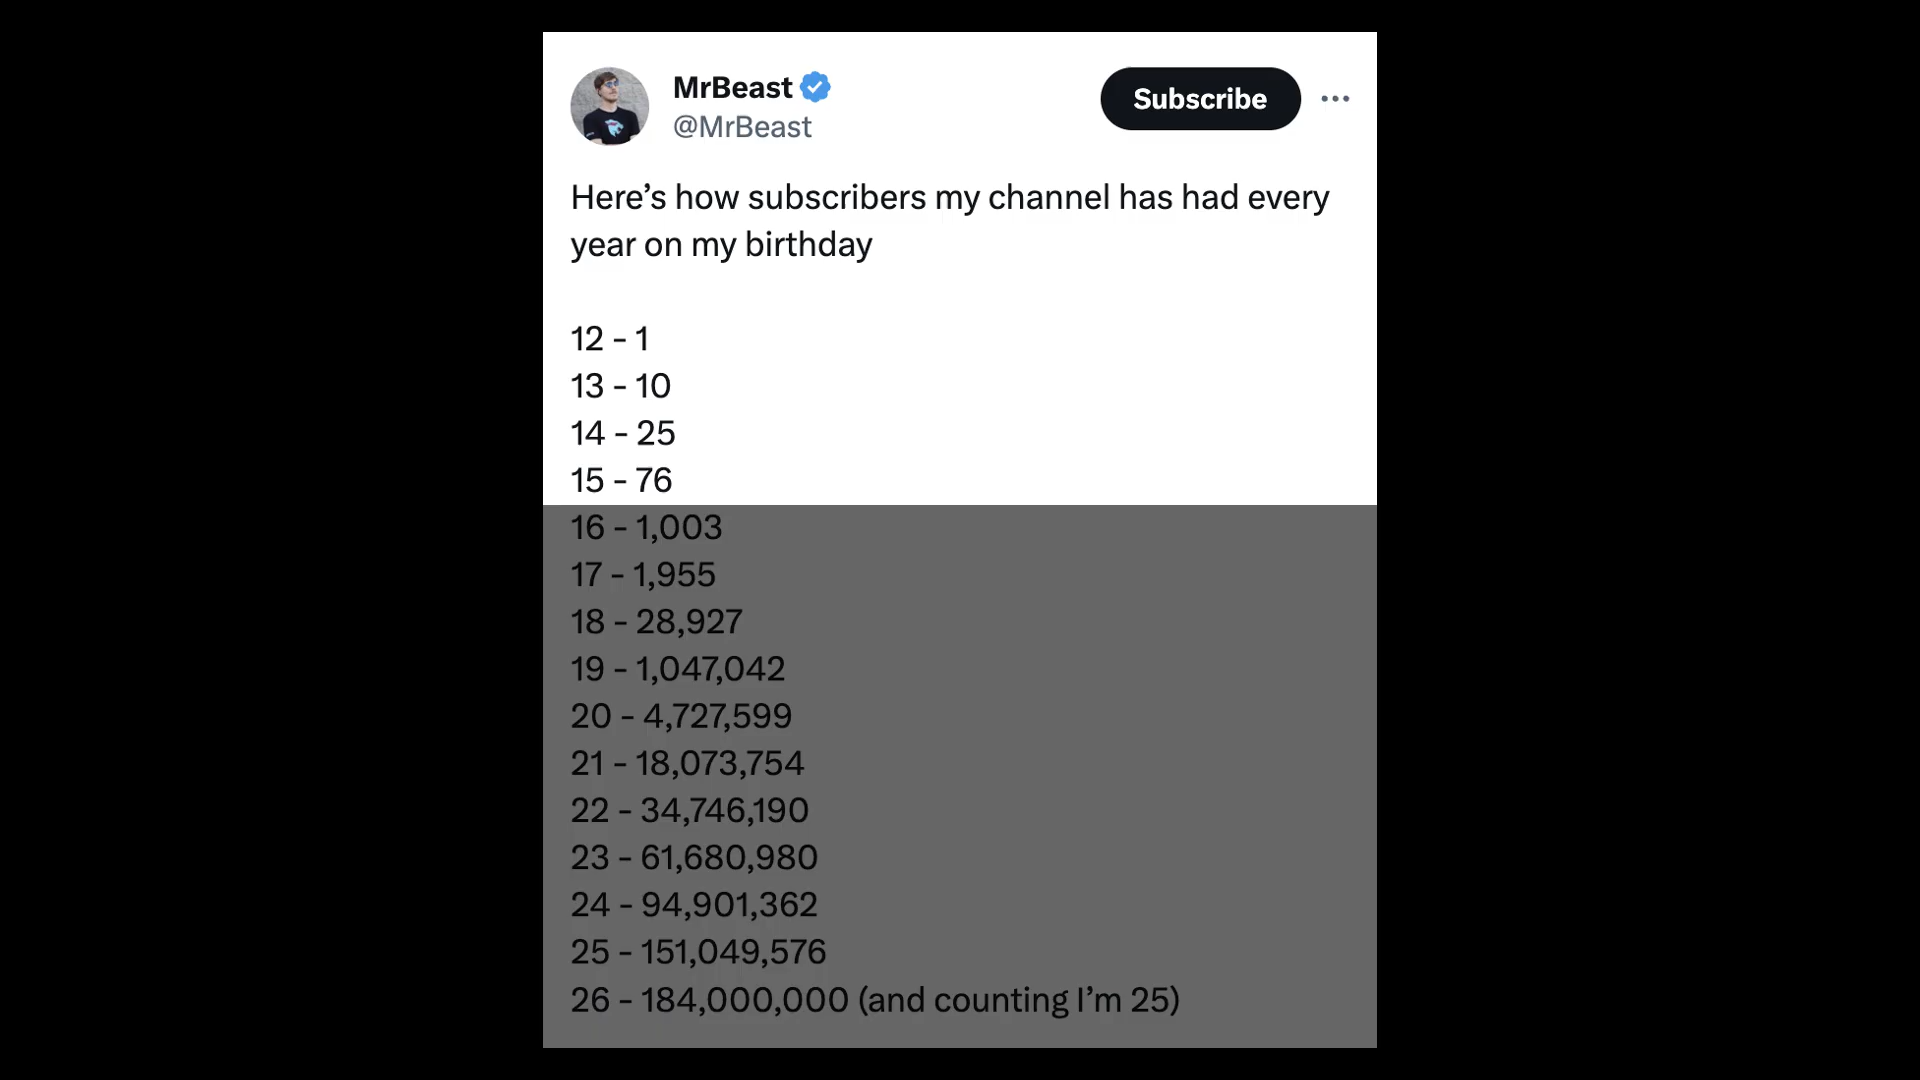 MrBeast
@MrBeast
Subscribe
Here’s how subscribers my channel has had every
year on my birthday
12 - 1
13 - 10
14 - 25
15 - 76
16 - 1,003
17 - 1,955
18 - 28,927
19 - 1,047,042
20 - 4,727,599
21 - 18,073,754
22 - 34,746,190
23 - 61,680,980
24 - 94,901,362
25 - 151,049,576
26 - 184,000,000 (and counting I’m 25)